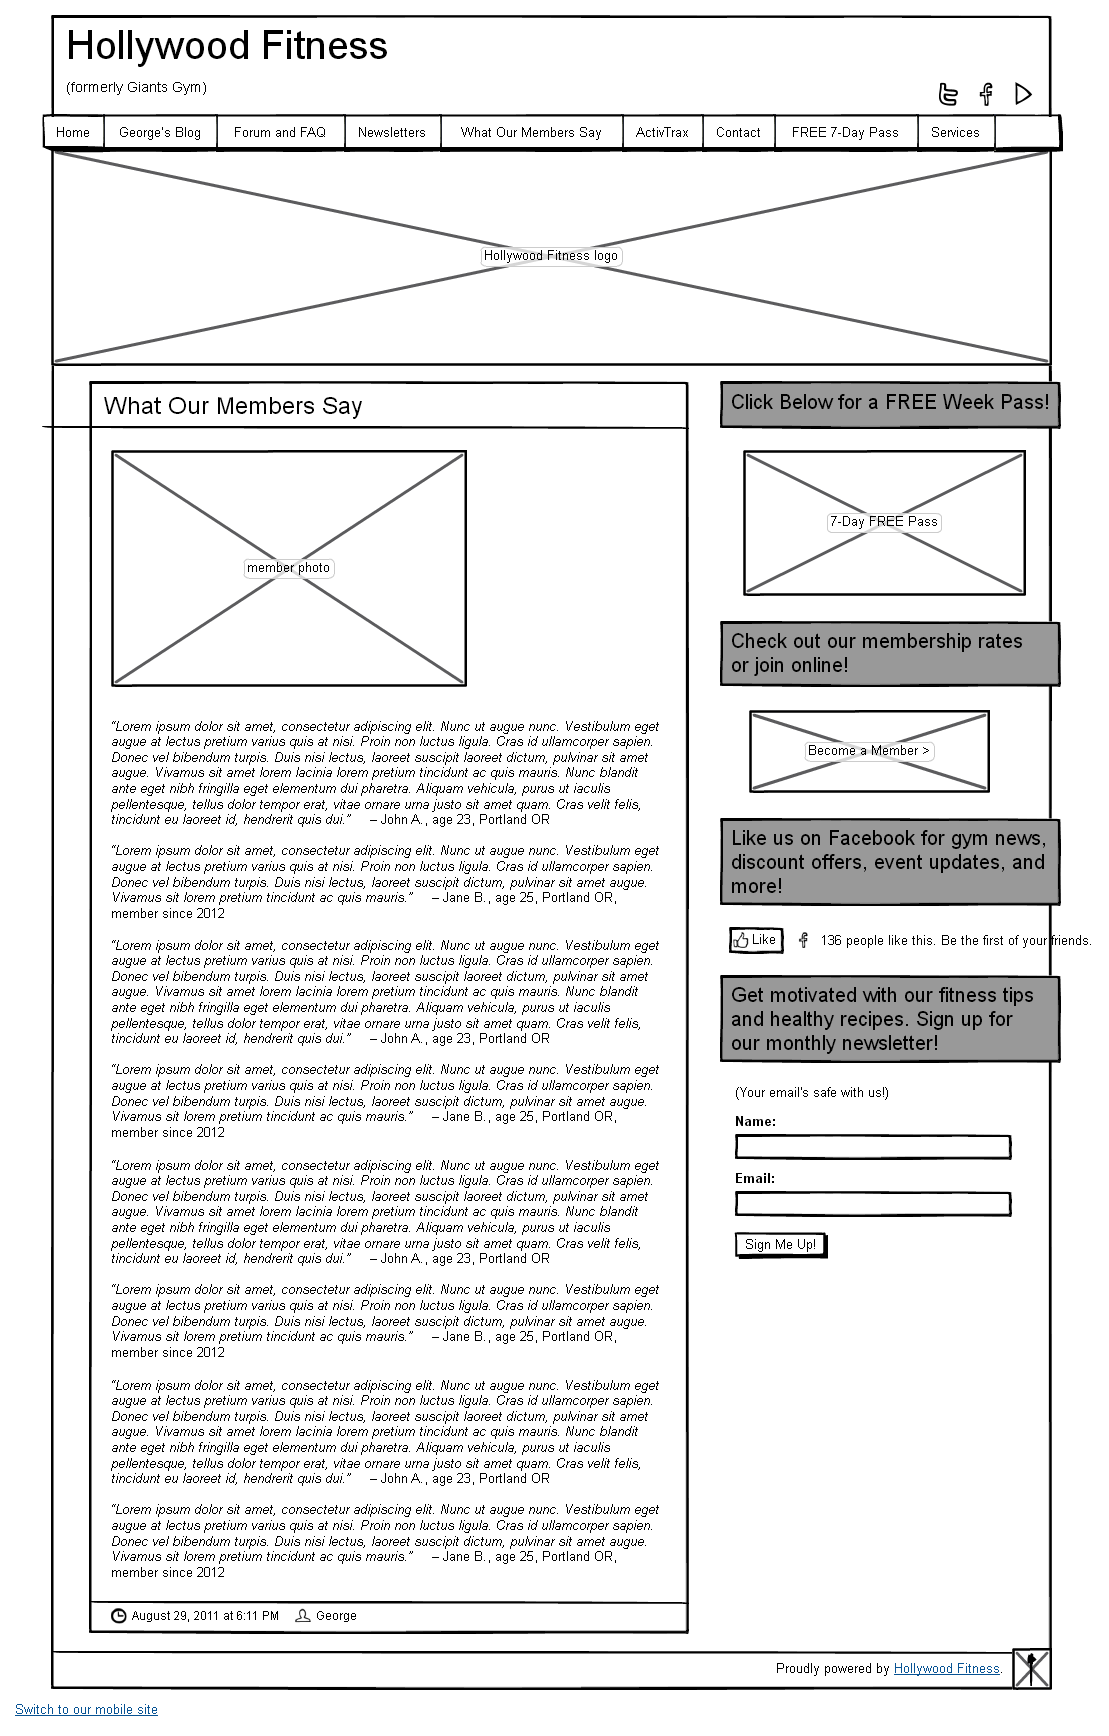 Hollywood Fitness
(formerly Giants Gym)
Home George's Blog Forum and FAQ Newsletters What Our Members Say ActivTrax Contact FREE 7-Day Pass Services
Hollywood Fitness logo
What Our Members Say
member photo
“Lorem ipsum dolor sit amet, consectetur adipiscing elit. Nunc ut augue nunc. Vestibulum eget
augue at lectus pretium varius quis at nisi. Proin non luctus ligula. Cras id ullamcorper sapien.
Donec vel bibendum turpis. Duis nisi lectus, laoreet suscipit laoreet dictum, pulvinar sit amet
augue. Vivamus sit amet lorem lacinia lorem pretium tincidunt ac quis mauris. Nunc blandit
ante eget nibh fringilla eget elementum dui pharetra. Aliquam vehicula, purus ut iaculis
pellentesque, tellus dolor tempor erat, vitae ornare urna justo sit amet quam. Cras velit felis,
tincidunt eu laoreet id, hendrerit quis dui.” – John A., age 23, Portland OR
“Lorem ipsum dolor sit amet, consectetur adipiscing elit. Nunc ut augue nunc. Vestibulum eget
augue at lectus pretium varius quis at nisi. Proin non luctus ligula. Cras id ullamcorper sapien.
Donec vel bibendum turpis. Duis nisi lectus, laoreet suscipit dictum, pulvinar sit amet augue.
Vivamus sit lorem pretium tincidunt ac quis mauris.” – Jane B., age 25, Portland OR,
member since 2012
“Lorem ipsum dolor sit amet, consectetur adipiscing elit. Nunc ut augue nunc. Vestibulum eget
augue at lectus pretium varius quis at nisi. Proin non luctus ligula. Cras id ullamcorper sapien.
Donec vel bibendum turpis. Duis nisi lectus, laoreet suscipit laoreet dictum, pulvinar sit amet
augue. Vivamus sit amet lorem lacinia lorem pretium tincidunt ac quis mauris. Nunc blandit
ante eget nibh fringilla eget elementum dui pharetra. Aliquam vehicula, purus ut iaculis
pellentesque, tellus dolor tempor erat, vitae ornare urna justo sit amet quam. Cras velit felis,
tincidunt eu laoreet id, hendrerit quis dui.” – John A., age 23, Portland OR
“Lorem ipsum dolor sit amet, consectetur adipiscing elit. Nunc ut augue nunc. Vestibulum eget
augue at lectus pretium varius quis at nisi. Proin non luctus ligula. Cras id ullamcorper sapien.
Donec vel bibendum turpis. Duis nisi lectus, laoreet suscipit dictum, pulvinar sit amet augue.
Vivamus sit lorem pretium tincidunt ac quis mauris.” – Jane B., age 25, Portland OR,
member since 2012
“Lorem ipsum dolor sit amet, consectetur adipiscing elit. Nunc ut augue nunc. Vestibulum eget
augue at lectus pretium varius quis at nisi. Proin non luctus ligula. Cras id ullamcorper sapien.
Donec vel bibendum turpis. Duis nisi lectus, laoreet suscipit laoreet dictum, pulvinar sit amet
augue. Vivamus sit amet lorem lacinia lorem pretium tincidunt ac quis mauris. Nunc blandit
ante eget nibh fringilla eget elementum dui pharetra. Aliquam vehicula, purus ut iaculis
pellentesque, tellus dolor tempor erat, vitae ornare urna justo sit amet quam. Cras velit felis,
tincidunt eu laoreet id, hendrerit quis dui.” – John A., age 23, Portland OR
“Lorem ipsum dolor sit amet, consectetur adipiscing elit. Nunc ut augue nunc. Vestibulum eget
augue at lectus pretium varius quis at nisi. Proin non luctus ligula. Cras id ullamcorper sapien.
Donec vel bibendum turpis. Duis nisi lectus, laoreet suscipit dictum, pulvinar sit amet augue.
Vivamus sit lorem pretium tincidunt ac quis mauris.” – Jane B., age 25, Portland OR,
member since 2012
“Lorem ipsum dolor sit amet, consectetur adipiscing elit. Nunc ut augue nunc. Vestibulum eget
augue at lectus pretium varius quis at nisi. Proin non luctus ligula. Cras id ullamcorper sapien.
Donec vel bibendum turpis. Duis nisi lectus, laoreet suscipit laoreet dictum, pulvinar sit amet
augue. Vivamus sit amet lorem lacinia lorem pretium tincidunt ac quis mauris. Nunc blandit
ante eget nibh fringilla eget elementum dui pharetra. Aliquam vehicula, purus ut iaculis
pellentesque, tellus dolor tempor erat, vitae ornare urna justo sit amet quam. Cras velit felis,
tincidunt eu laoreet id, hendrerit quis dui.” – John A., age 23, Portland OR
“Lorem ipsum dolor sit amet, consectetur adipiscing elit. Nunc ut augue nunc. Vestibulum eget
augue at lectus pretium varius quis at nisi. Proin non luctus ligula. Cras id ullamcorper sapien.
Donec vel bibendum turpis. Duis nisi lectus, laoreet suscipit dictum, pulvinar sit amet augue.
Vivamus sit lorem pretium tincidunt ac quis mauris.” – Jane B., age 25, Portland OR,
member since 2012
August 29, 2011 at 6:11 PM George
Click Below for a FREE Week Pass!
7-Day FREE Pass
Check out our membership rates
or join online!
Become a Member >
Like us on Facebook for gym news,
discount offers, event updates, and
more!
Like 136 people like this. Be the first of your friends.
Get motivated with our fitness tips
and healthy recipes. Sign up for
our monthly newsletter!
(Your email's safe with us!)
Name:
Email:
Sign Me Up!
Proudly powered by Hollywood Fitness.
Switch to our mobile site